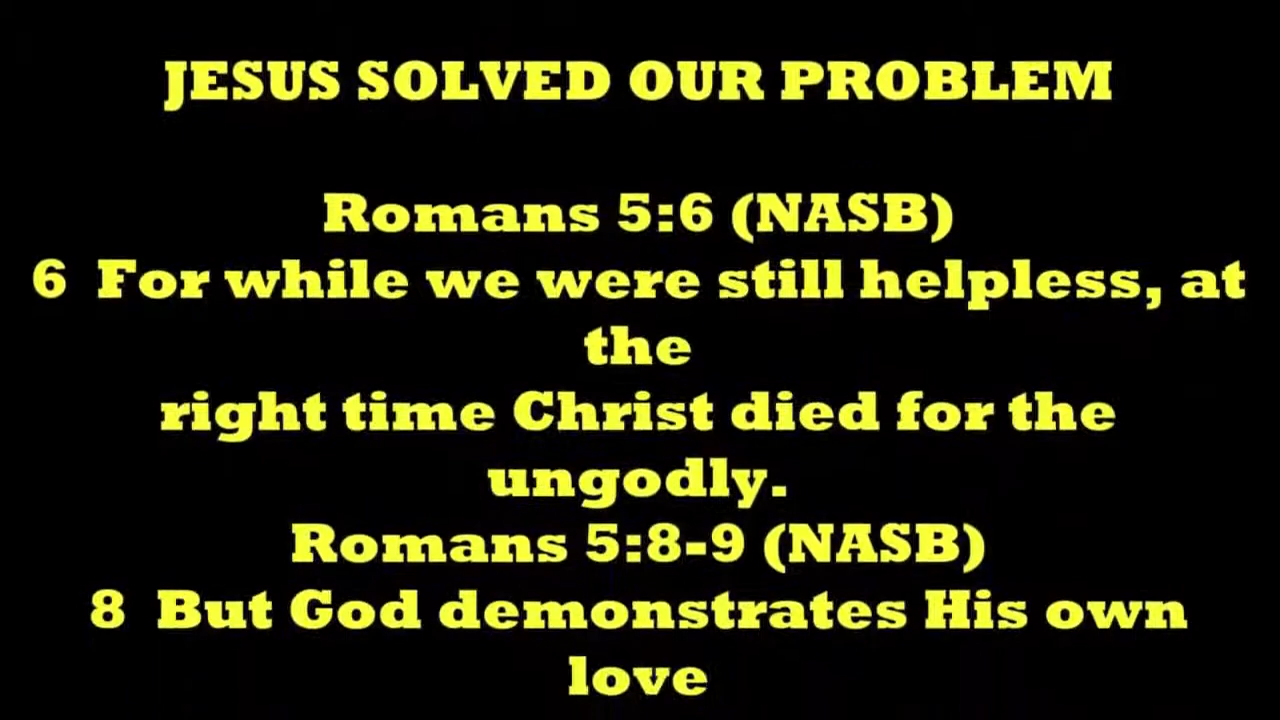 JESUS SOLVED OUR PROBLEM
Romans 5:6 (NASB)
6 For while we were still helpless, at
the
right time Christ died for the
ungodly.
Romans 5:8-9 (NASB)
8 But God demonstrates His own
love